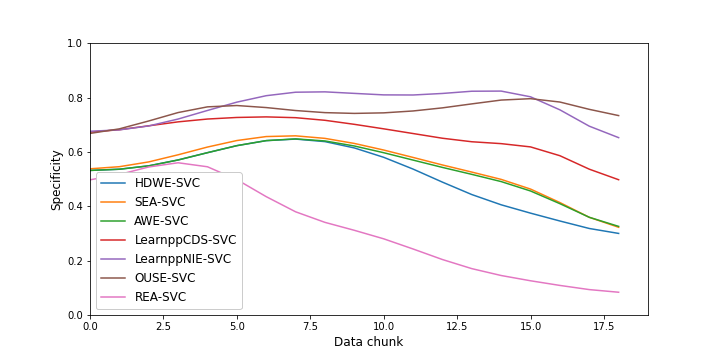 1.0
0.8
0.6
0.4
0.2
0.0
Specificity
HDWE-SVC
SEA-SVC
AWE-SVC
LearnppCDS-SVC
LearnppNIE-SVC
OUSE-SVC
REA-SVC
0.0 2.5 5.0 7.5 10.0 12.5 15.0 17.5
Data chunk